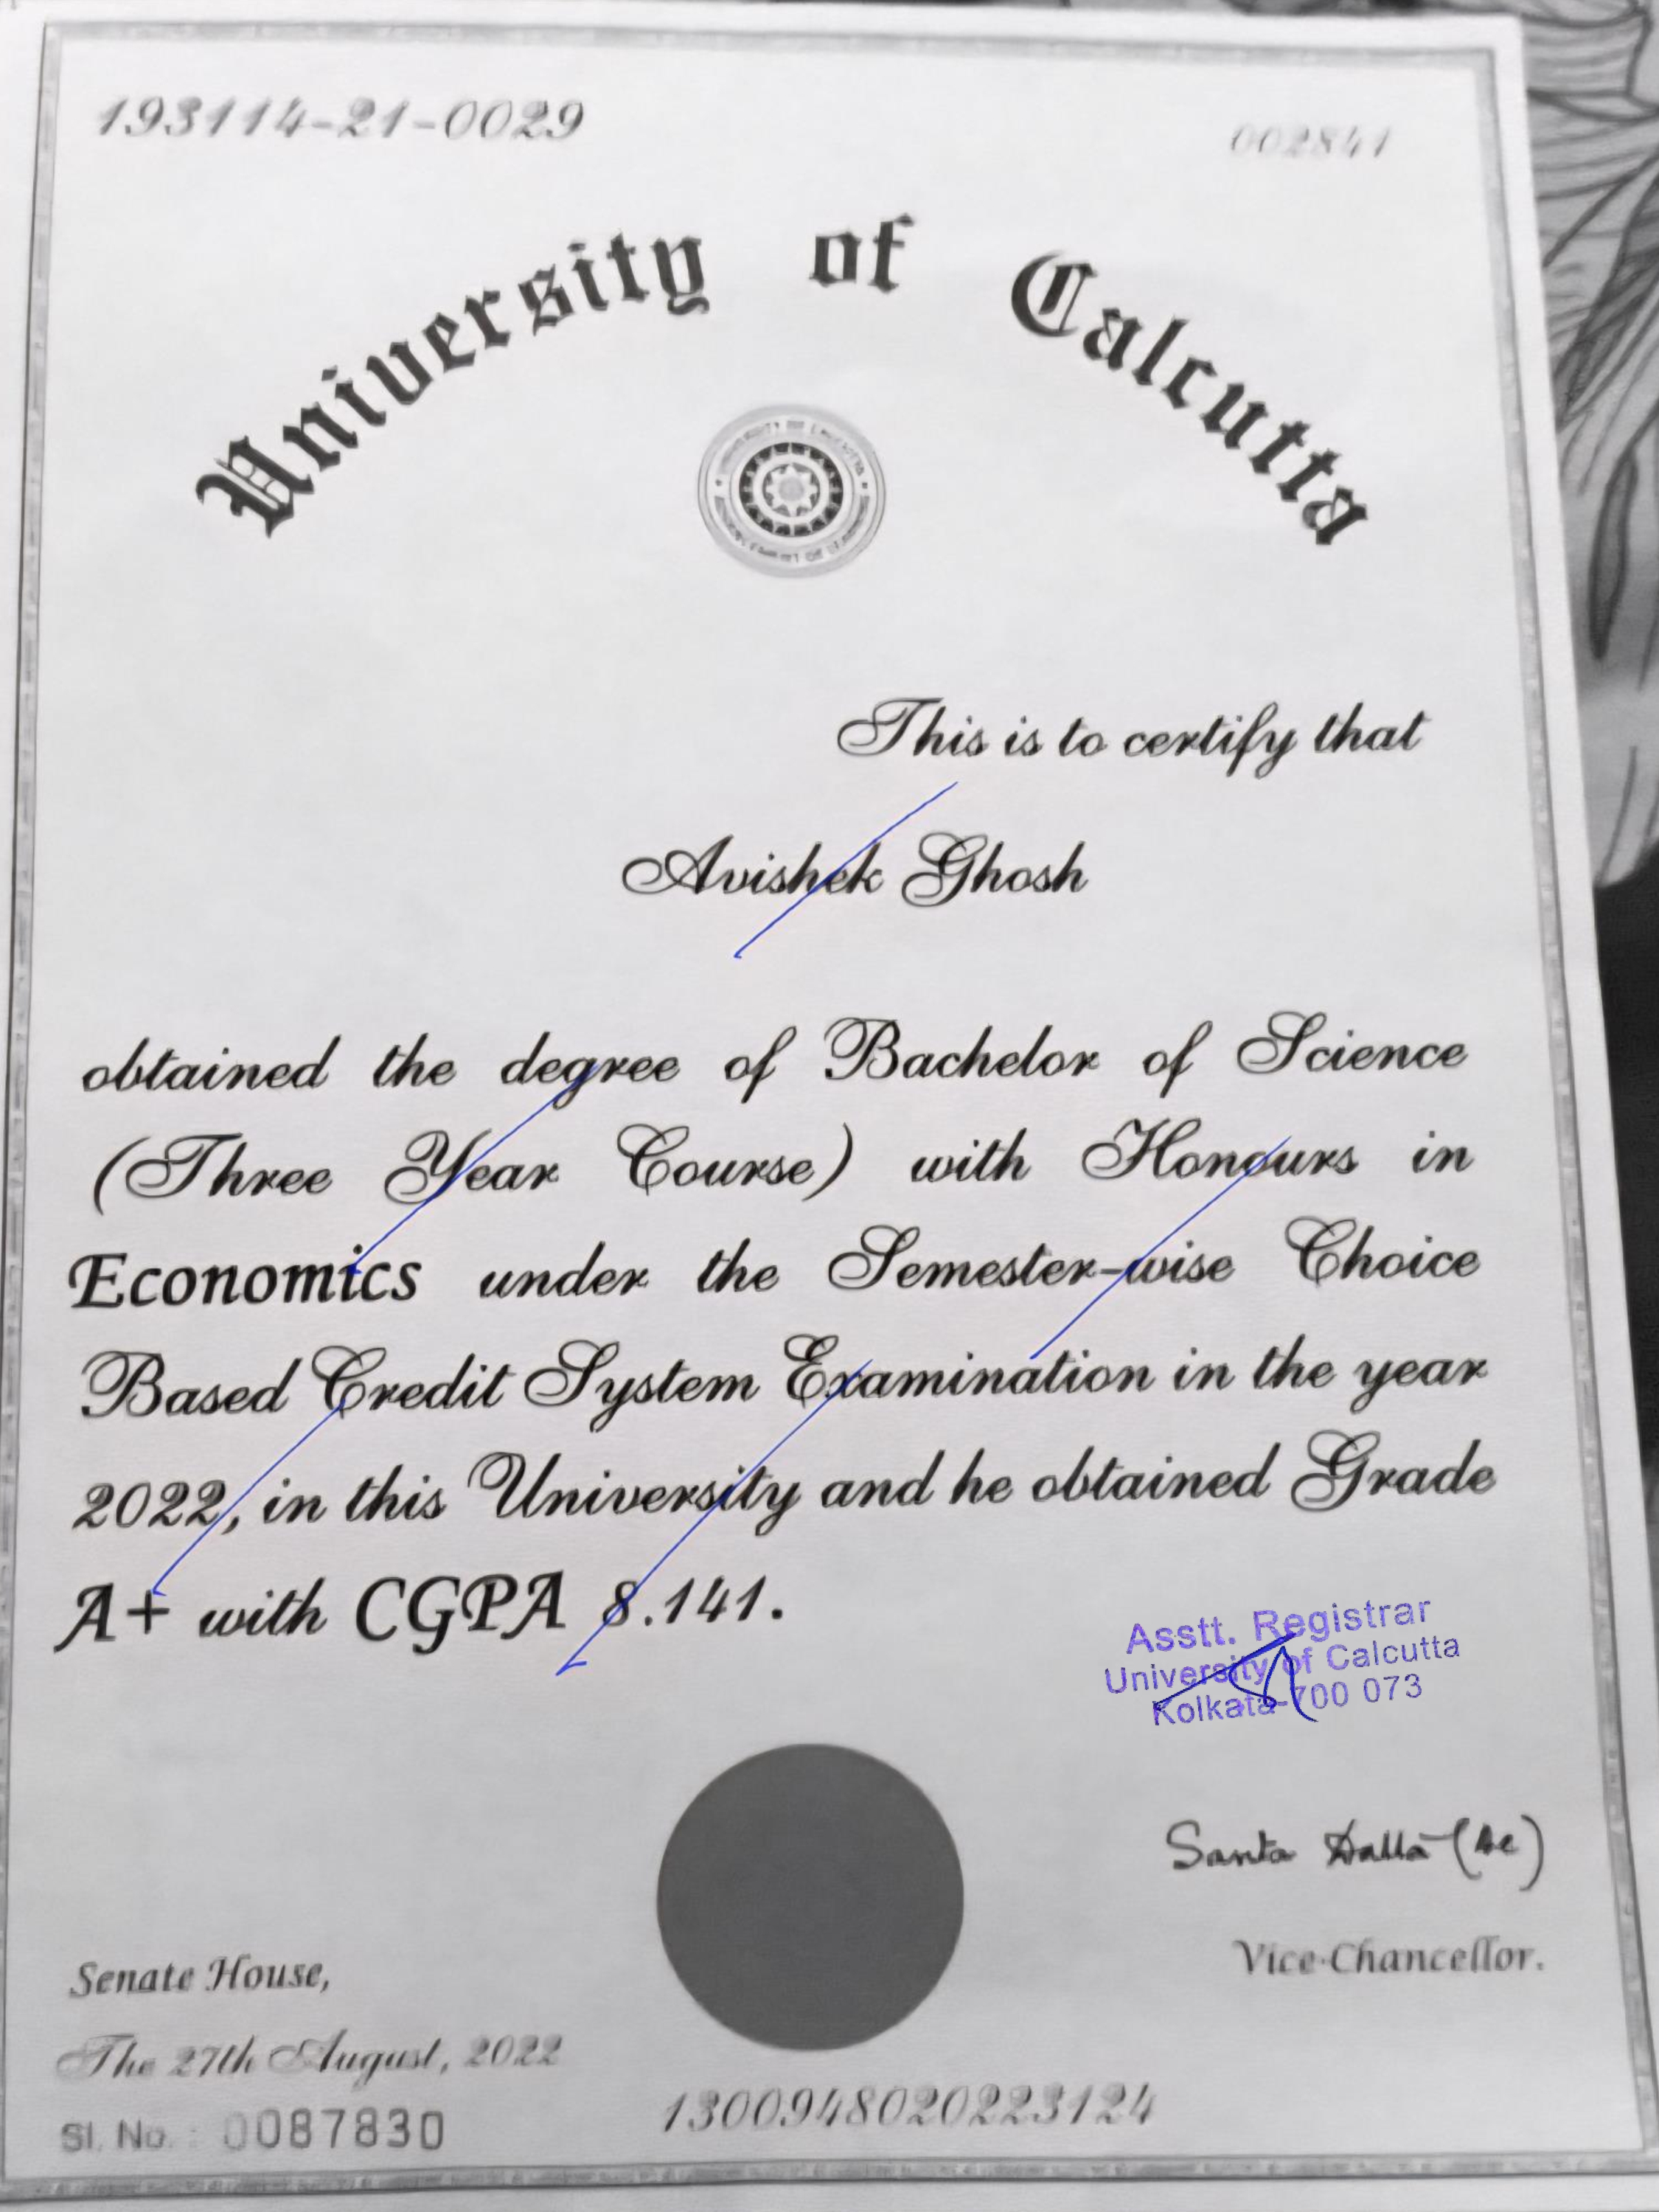 193114-21-0029
002841
University of Calcutta
This is to certify that
Avishek Ghosh
obtained the degree of Bachelor of Science
(Three Year Course) with Honours in
Economics under the Semester-wise Choice
Based Credit System Examination in the year
2022, in this University and he obtained Grade
A+ with CGPA 8.141.
Asstt. Registrar
University of Calcutta
Kolkata-700 073
Vice-Chancellor.
Senate House,
The 27th August, 2022
Sl. No. : 0087830
1300948020223124